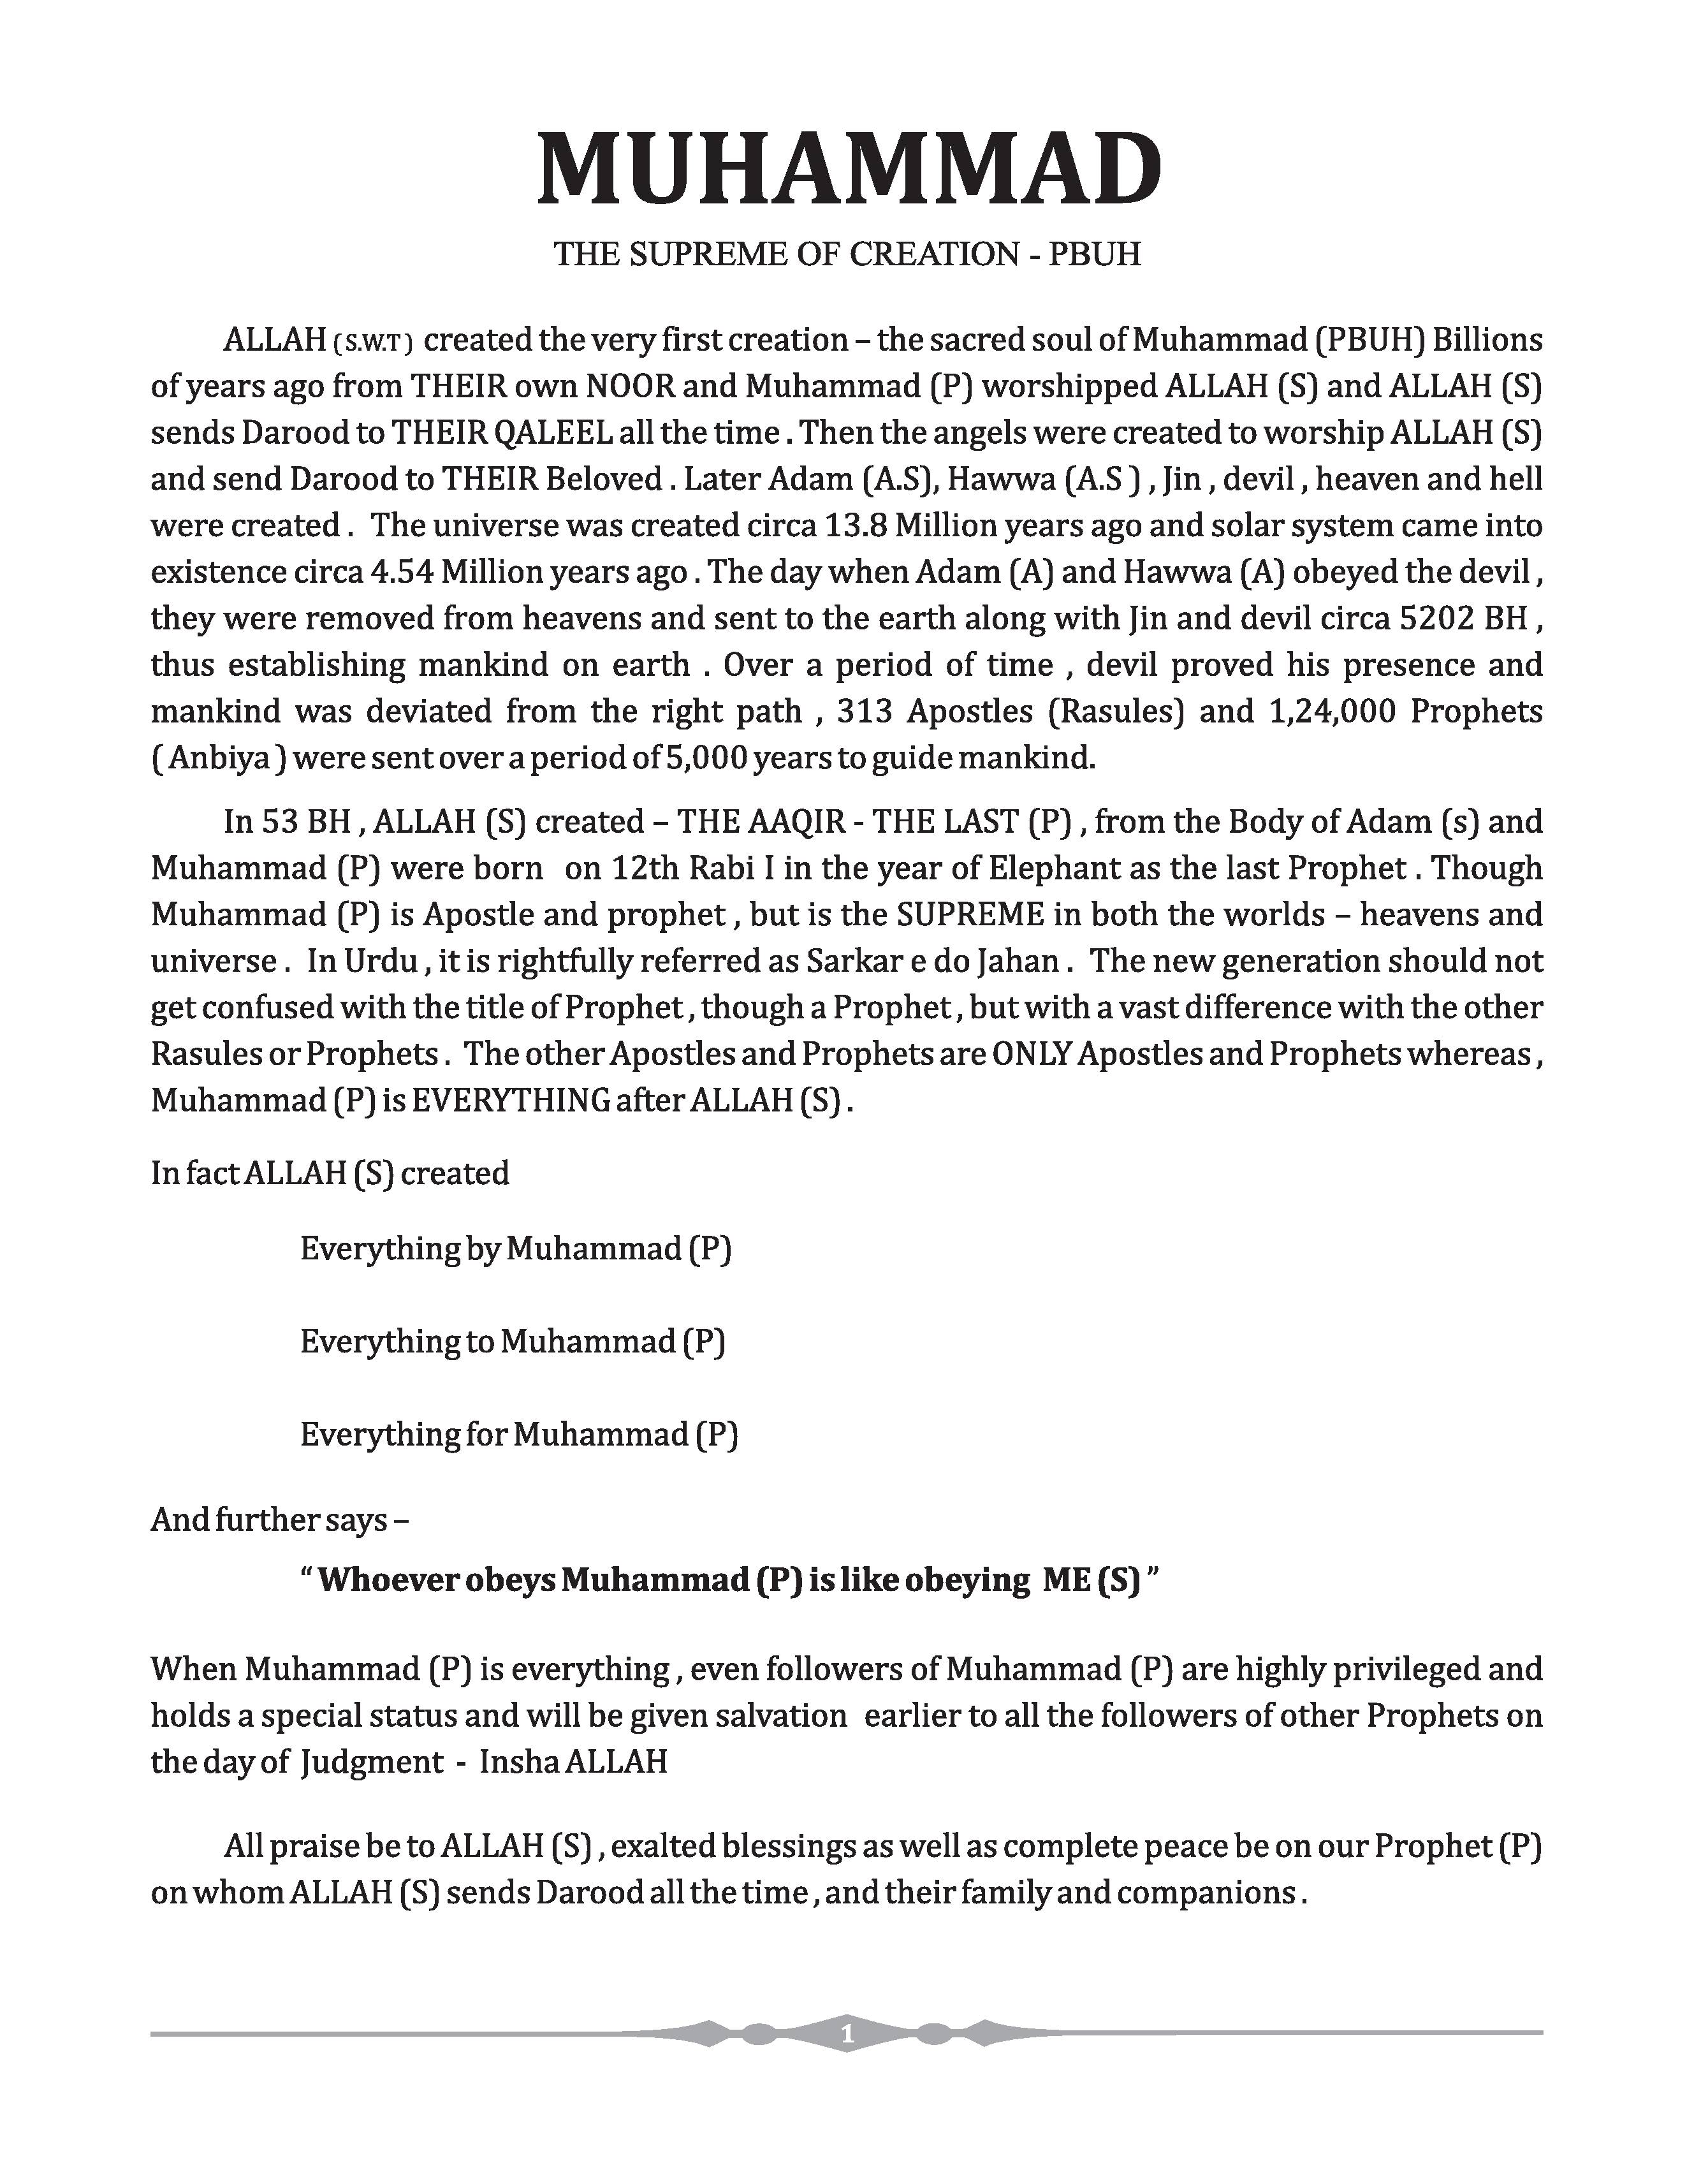 MUHAMMAD
THE SUPREME OF CREATION - PBUH
ALLAH ( S.W.T ) created the very first creation – the sacred soul of Muhammad (PBUH) Billions
of years ago from THEIR own NOOR and Muhammad (P) worshipped ALLAH (S) and ALLAH (S)
sends Darood to THEIR QALEEL all the time . Then the angels were created to worship ALLAH (S)
and send Darood to THEIR Beloved . Later Adam (A.S), Hawwa (A.S ) , Jin , devil , heaven and hell
were created . The universe was created circa 13.8 Million years ago and solar system came into
existence circa 4.54 Million years ago . The day when Adam (A) and Hawwa (A) obeyed the devil ,
they were removed from heavens and sent to the earth along with Jin and devil circa 5202 BH ,
thus establishing mankind on earth . Over a period of time , devil proved his presence and
mankind was deviated from the right path , 313 Apostles (Rasules) and 1,24,000 Prophets
( Anbiya ) were sent over a period of 5,000 years to guide mankind.
In 53 BH , ALLAH (S) created – THE AAQIR - THE LAST (P) , from the Body of Adam (s) and
Muhammad (P) were born on 12th Rabi I in the year of Elephant as the last Prophet . Though
Muhammad (P) is Apostle and prophet , but is the SUPREME in both the worlds – heavens and
universe . In Urdu , it is rightfully referred as Sarkar e do Jahan . The new generation should not
get confused with the title of Prophet , though a Prophet , but with a vast difference with the other
Rasules or Prophets . The other Apostles and Prophets are ONLY Apostles and Prophets whereas ,
Muhammad (P) is EVERYTHING after ALLAH (S) .
In fact ALLAH (S) created
Everything by Muhammad (P)
Everything to Muhammad (P)
Everything for Muhammad (P)
And further says –
“ Whoever obeys Muhammad (P) is like obeying ME (S) ”
When Muhammad (P) is everything , even followers of Muhammad (P) are highly privileged and
holds a special status and will be given salvation earlier to all the followers of other Prophets on
the day of Judgment - Insha ALLAH
All praise be to ALLAH (S) , exalted blessings as well as complete peace be on our Prophet (P)
on whom ALLAH (S) sends Darood all the time , and their family and companions .
1